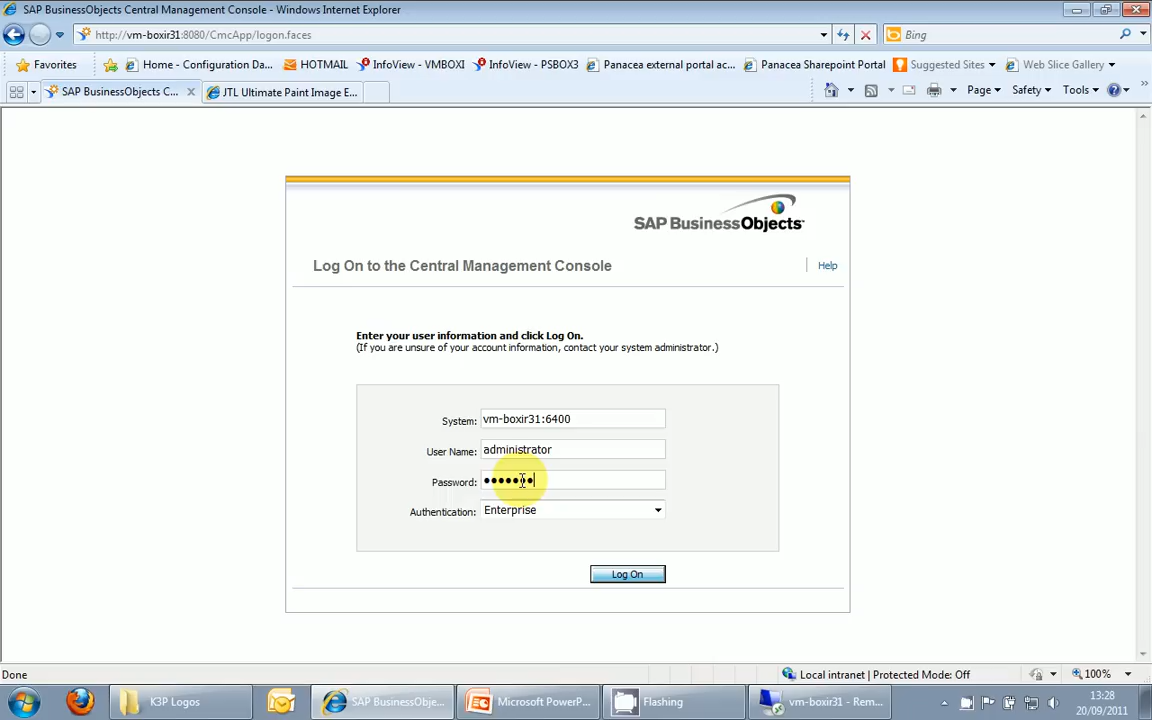 SAP BusinessObjects Central Management Console - Windows Internet Explorer
http://vm-boxir31:8080/CmcApp/logon.faces
Bing
Favorites
Home - Configuration Da...
HOTMAIL
InfoView - VMBOXI
InfoView - PSBOX3
Panacea external portal ac...
Panacea Sharepoint Portal
Suggested Sites
Web Slice Gallery
SAP BusinessObjects C...
JTL Ultimate Paint Image E...
Page
Safety
Tools
SAP BusinessObjects
Log On to the Central Management Console
Help
Enter your user information and click Log On.
(If you are unsure of your account information, contact your system administrator.)
System: vm-boxir31:6400
User Name: administrator
Password: •••••••
Authentication: Enterprise
Log On
Done
Local intranet | Protected Mode: Off
100%
K3P Logos
SAP BusinessObje...
Microsoft PowerP...
Flashing
vm-boxir31 - Rem...
13:28
20/09/2011